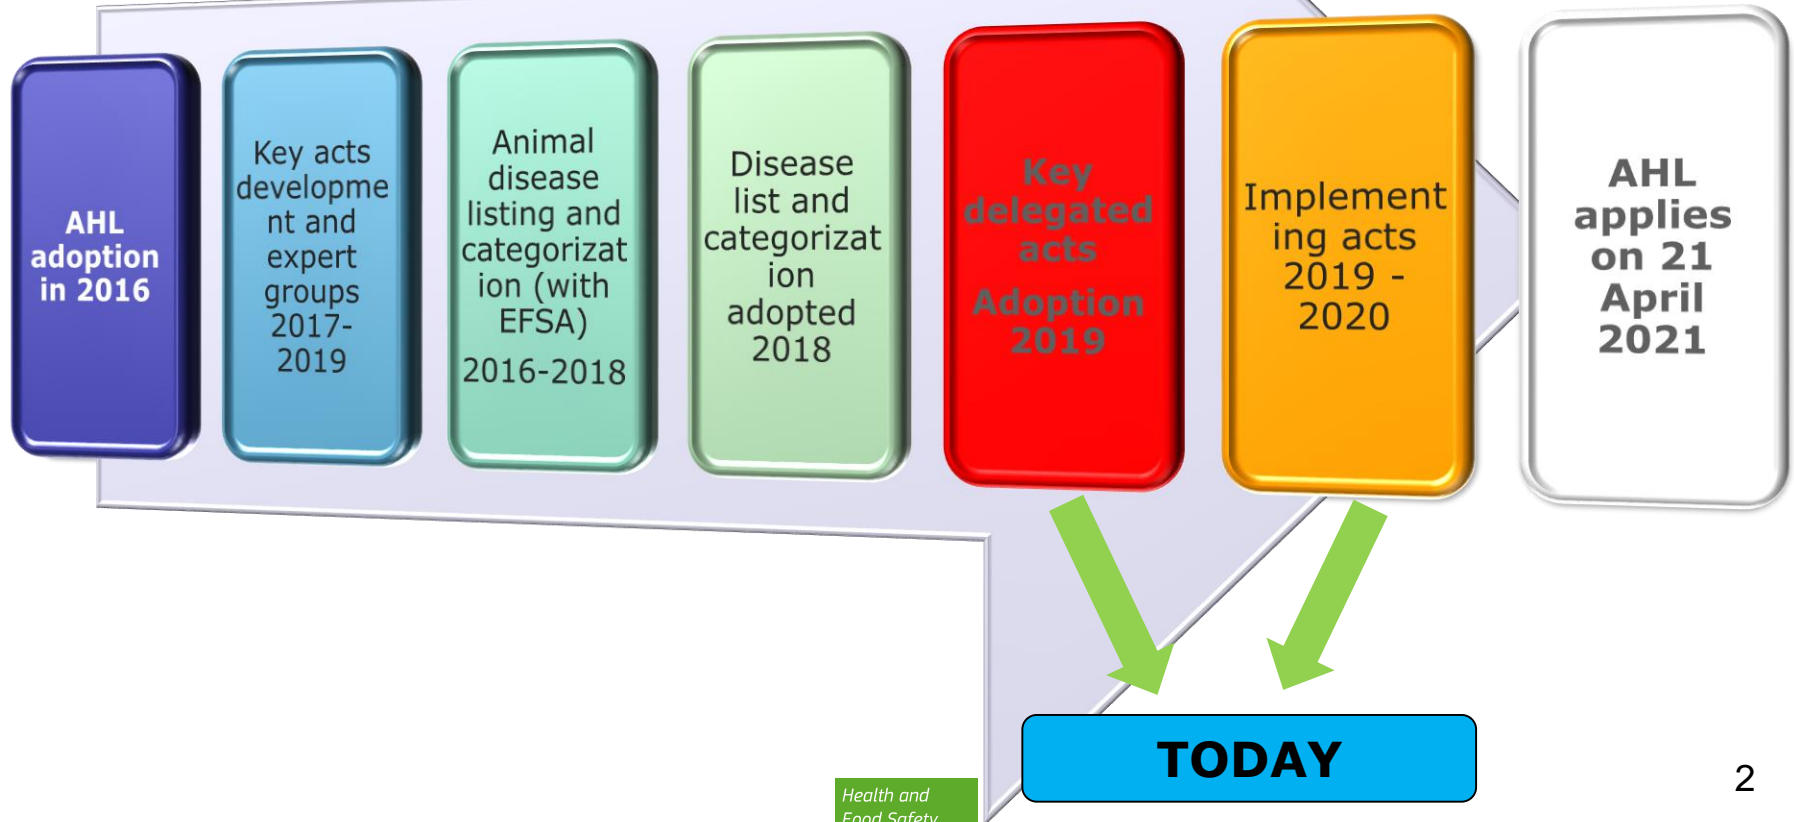 AHL
adoption
in 2016
Key acts
developme
nt and
expert
groups
2017-
2019
Animal
disease
listing and
categorizat
ion (with
EFSA)
2016-2018
Disease
list and
categorizat
ion
adopted
2018
Key
delegated
acts
Adoption
2019
Implement
ing acts
2019 -
2020
AHL
applies
on 21
April
2021
TODAY
Health and
Food Safety
2